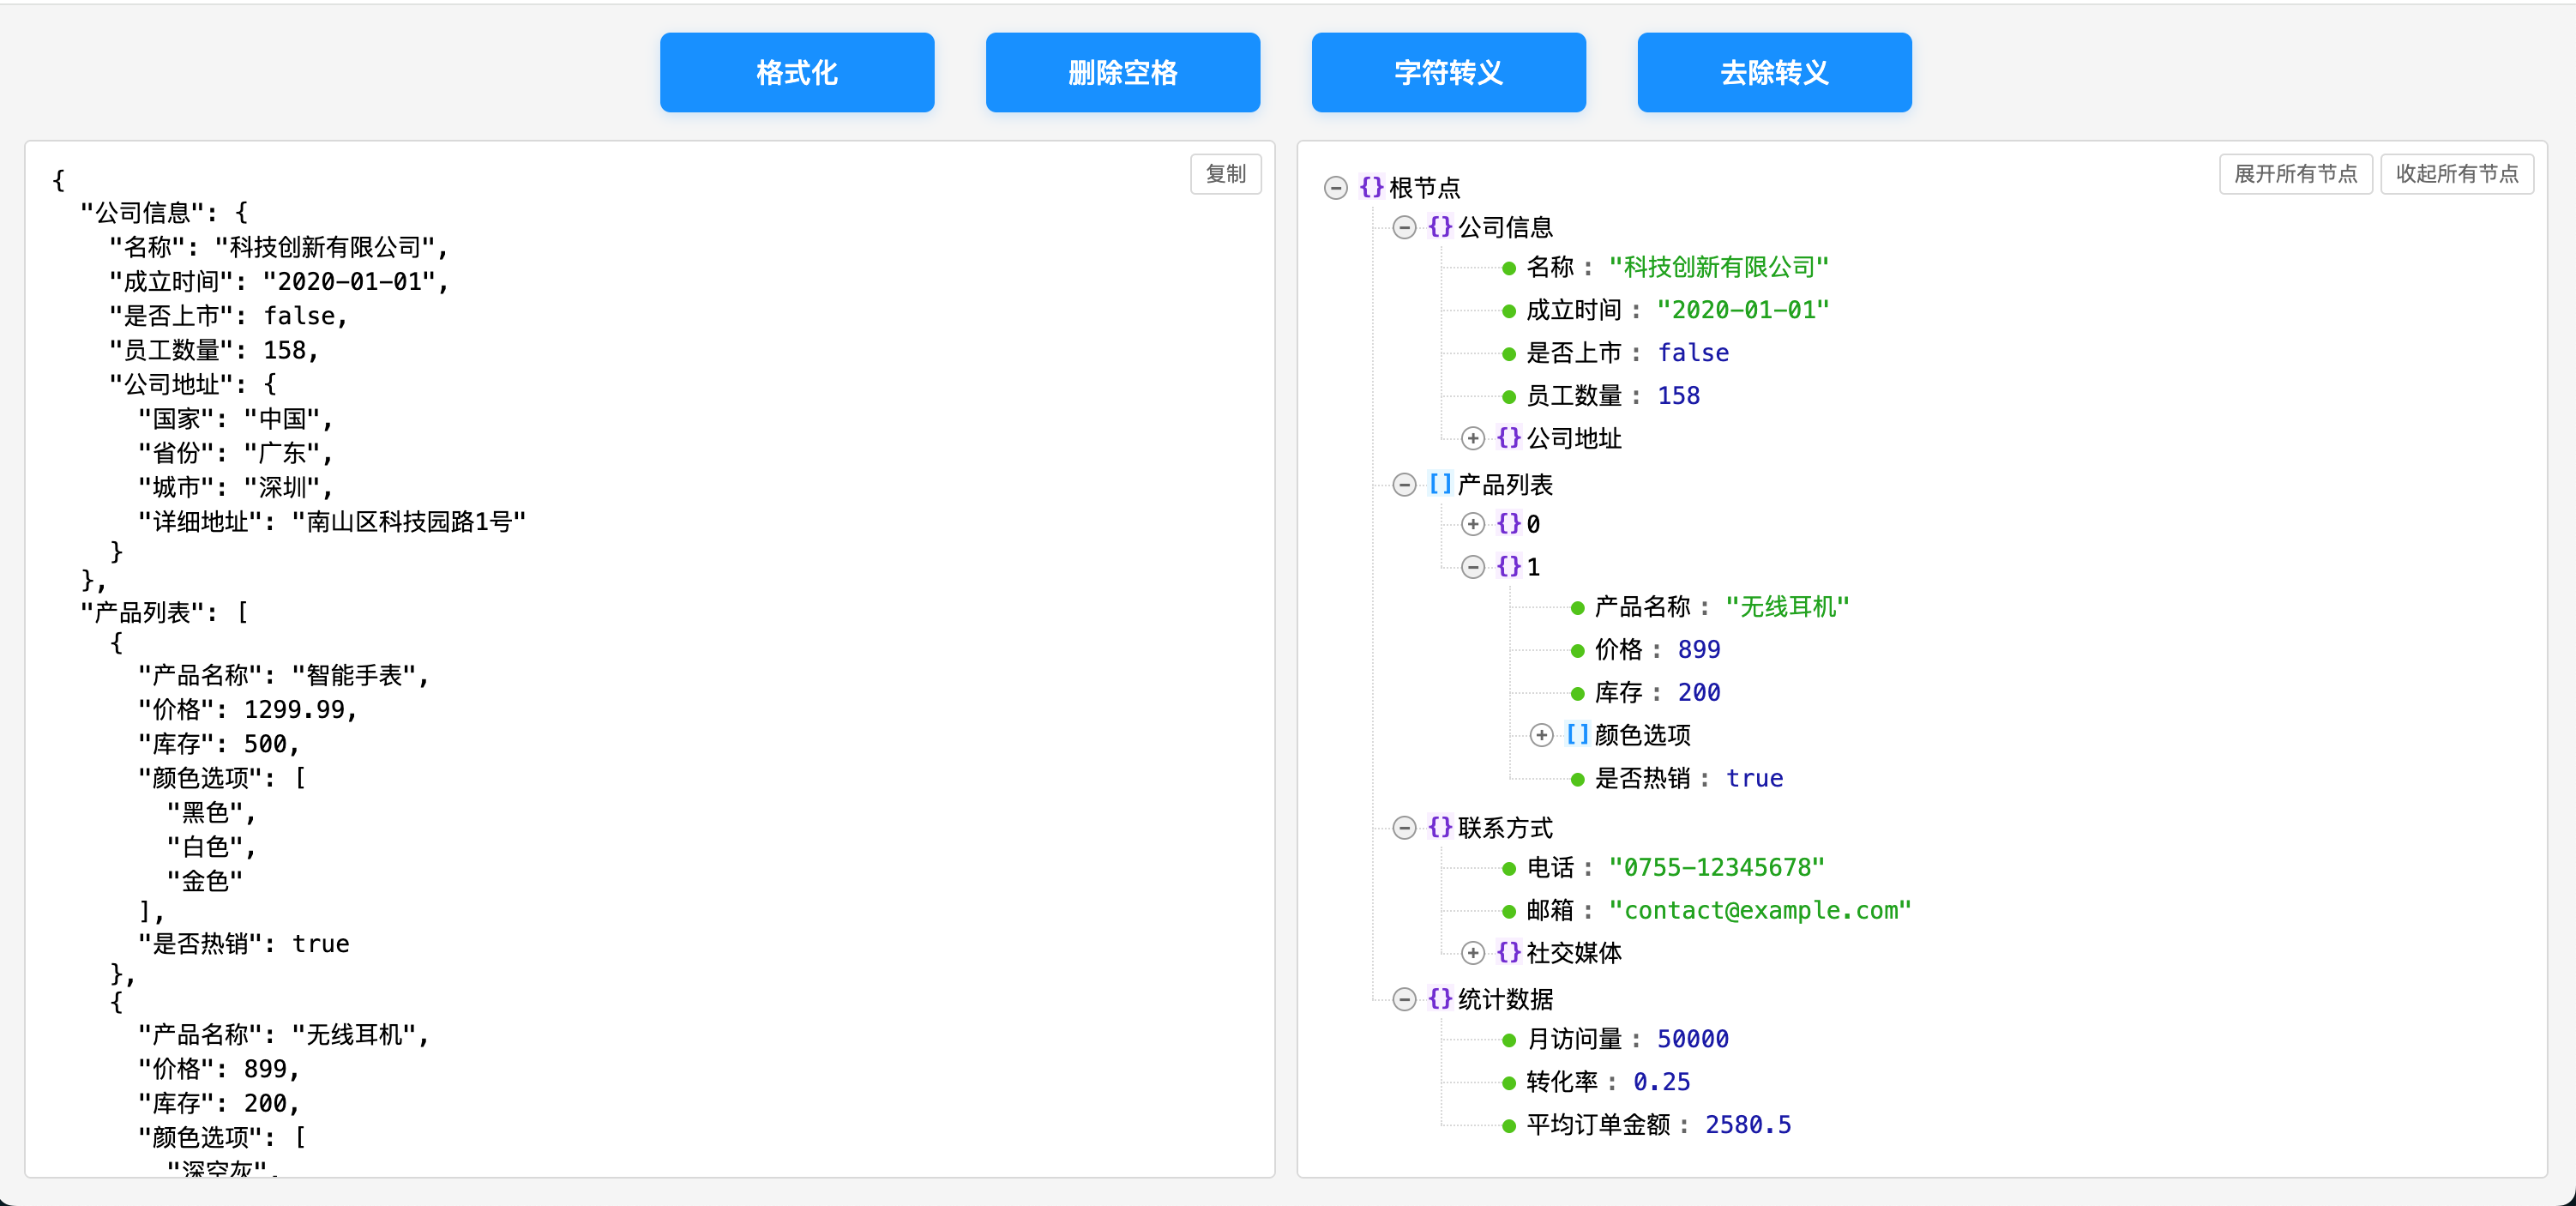 格式化 删除空格 字符转义 去除转义
复制
{
  "公司信息": {
    "名称": "科技创新有限公司",
    "成立时间": "2020-01-01",
    "是否上市": false,
    "员工数量": 158,
    "公司地址": {
      "国家": "中国",
      "省份": "广东",
      "城市": "深圳",
      "详细地址": "南山区科技园路1号"
    }
  },
  "产品列表": [
    {
      "产品名称": "智能手表",
      "价格": 1299.99,
      "库存": 500,
      "颜色选项": [
        "黑色",
        "白色",
        "金色"
      ],
      "是否热销": true
    },
    {
      "产品名称": "无线耳机",
      "价格": 899,
      "库存": 200,
      "颜色选项": [
        "深空灰",
展开所有节点 收起所有节点
{} 根节点
{} 公司信息
名称 : "科技创新有限公司"
成立时间 : "2020-01-01"
是否上市 : false
员工数量 : 158
{} 公司地址
[] 产品列表
{} 0
{} 1
产品名称 : "无线耳机"
价格 : 899
库存 : 200
[] 颜色选项
是否热销 : true
{} 联系方式
电话 : "0755-12345678"
邮箱 : "contact@example.com"
{} 社交媒体
{} 统计数据
月访问量 : 50000
转化率 : 0.25
平均订单金额 : 2580.5